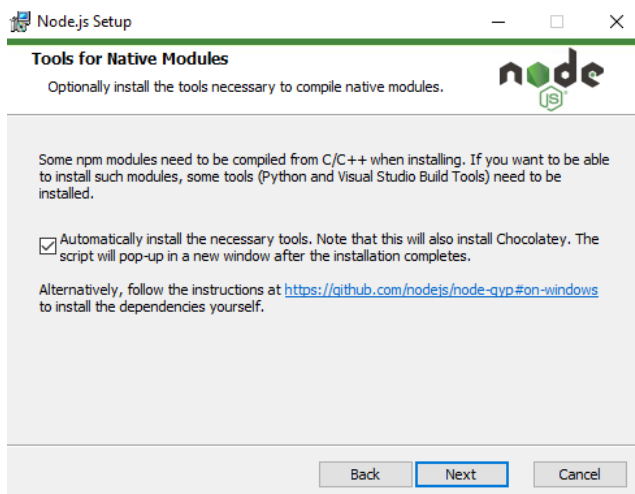 Node.js Setup
Tools for Native Modules
Optionally install the tools necessary to compile native modules.
node
JS
Some npm modules need to be compiled from C/C++ when installing. If you want to be able
to install such modules, some tools (Python and Visual Studio Build Tools) need to be
installed.
Automatically install the necessary tools. Note that this will also install Chocolatey. The
script will pop-up in a new window after the installation completes.
Alternatively, follow the instructions at https://github.com/nodejs/node-gyp#on-windows
to install the dependencies yourself.
Back Next Cancel